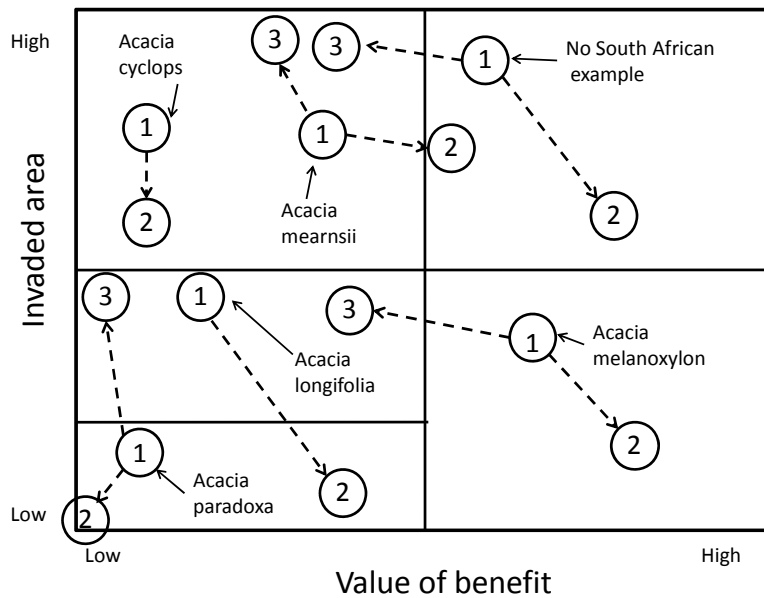 High
Acacia
cyclops
3
3
1
No South African
example
1
1
2
2
2
Acacia
mearnsii
Invaded area
3
1
3
1
Acacia
longifolia
Acacia
melanoxylon
1
2
2
Acacia
paradoxa
Low
2
Low
High
Value of benefit